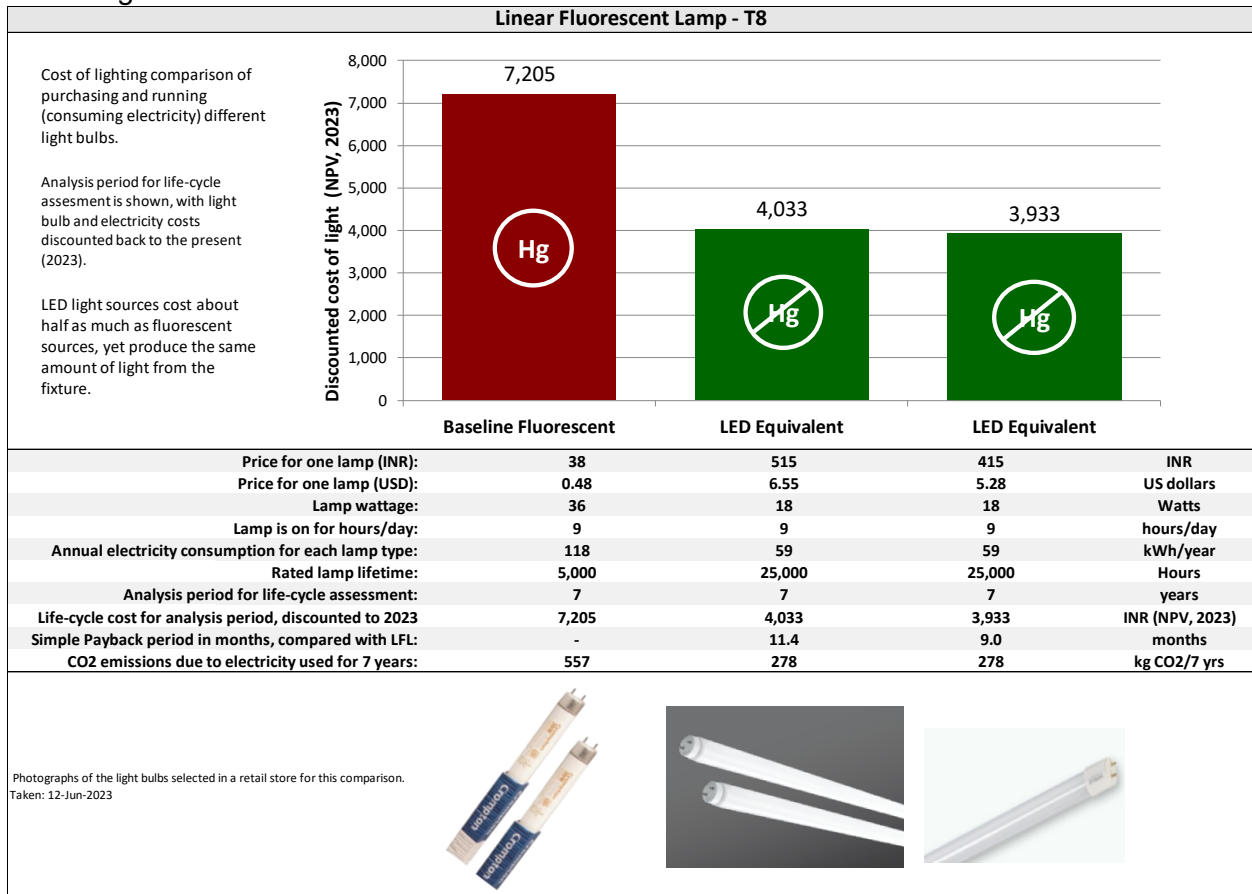 Linear Fluorescent Lamp - T8
Cost of lighting comparison of
purchasing and running
(consuming electricity) different
light bulbs.
Analysis period for life-cycle
assesment is shown, with light
bulb and electricity costs
discounted back to the present
(2023).
LED light sources cost about
half as much as fluorescent
sources, yet produce the same
amount of light from the
fixture.
Discounted cost of light (NPV, 2023)
8,000
7,000
6,000
5,000
4,000
3,000
2,000
1,000
0
7,205
4,033
3,933
Hg
Hg
Hg
Baseline Fluorescent LED Equivalent LED Equivalent
Price for one lamp (INR): 38 515 415 INR
Price for one lamp (USD): 0.48 6.55 5.28 US dollars
Lamp wattage: 36 18 18 Watts
Lamp is on for hours/day: 9 9 9 hours/day
Annual electricity consumption for each lamp type: 118 59 59 kWh/year
Rated lamp lifetime: 5,000 25,000 25,000 Hours
Analysis period for life-cycle assessment: 7 7 7 years
Life-cycle cost for analysis period, discounted to 2023 7,205 4,033 3,933 INR (NPV, 2023)
Simple Payback period in months, compared with LFL: - 11.4 9.0 months
CO2 emissions due to electricity used for 7 years: 557 278 278 kg CO2/7 yrs
Photographs of the light bulbs selected in a retail store for this comparison.
Taken: 12-Jun-2023
Crompton
Crompton